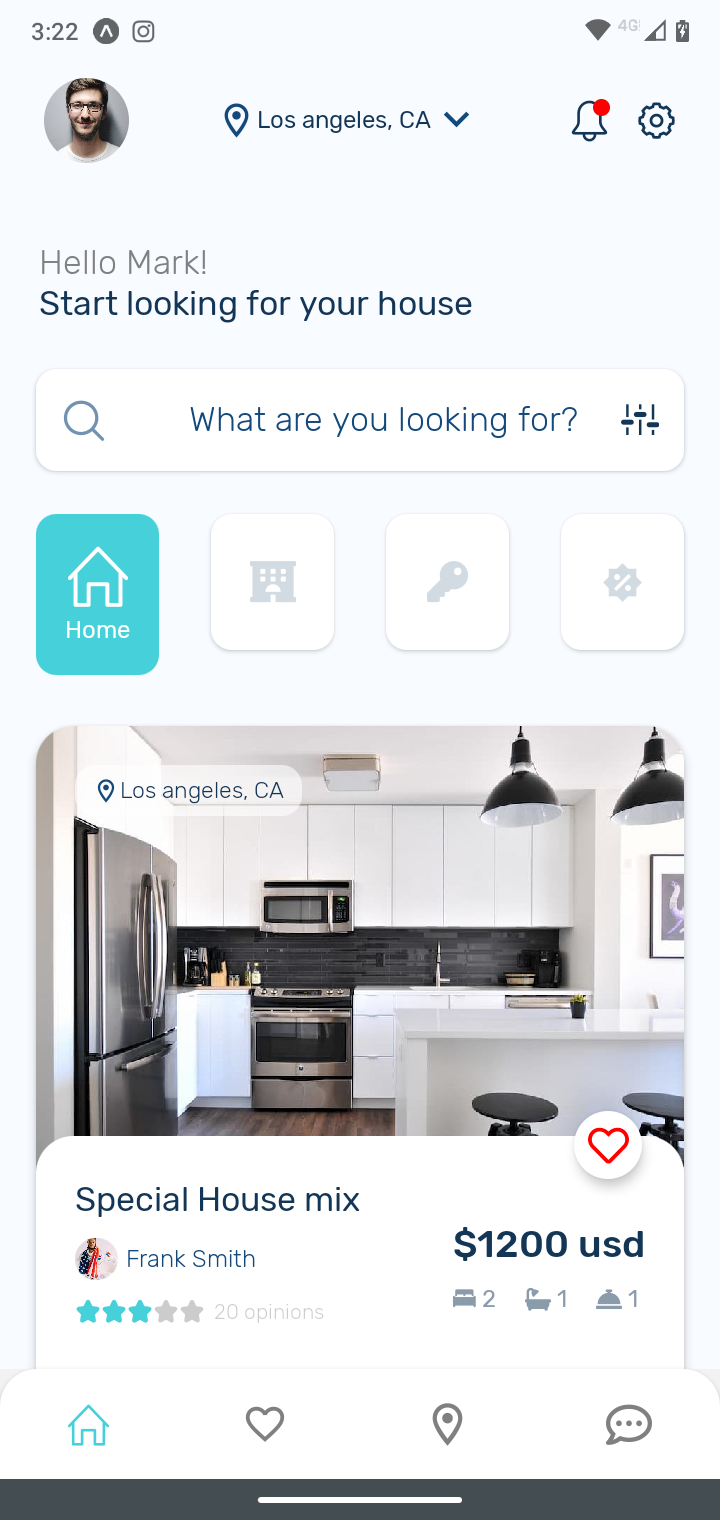 3:22
4G
Los angeles, CA
Hello Mark!
Start looking for your house
What are you looking for?
Home
Los angeles, CA
Special House mix
Frank Smith
$1200 usd
2 1 1
20 opinions